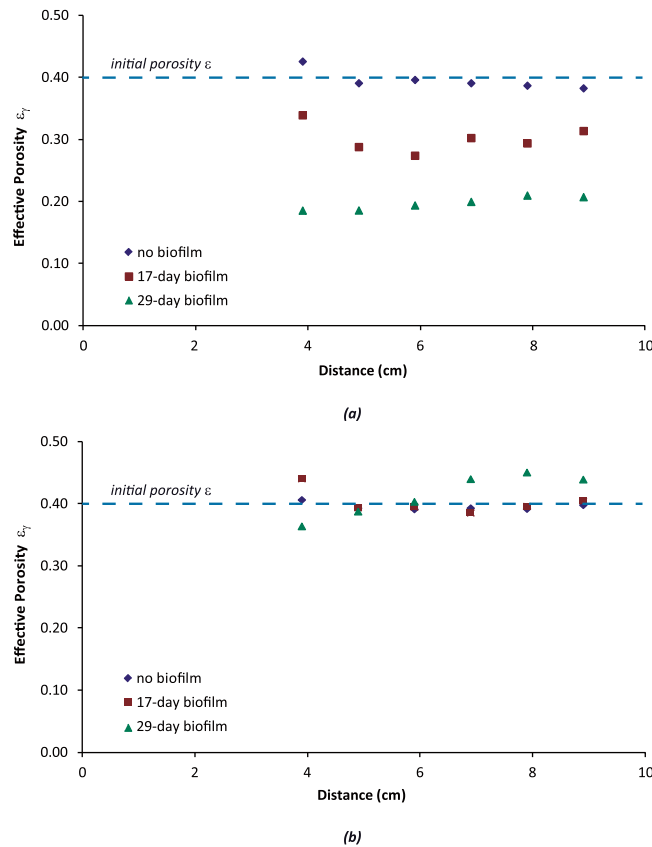 0.50
initial porosity ε
0.40
0.30
0.20
0.10
0.00
Effective Porosity εγ
no biofilm
17-day biofilm
29-day biofilm
0 2 4 6 8 10
Distance (cm)
(a)
0.50
initial porosity ε
0.40
0.30
0.20
0.10
0.00
Effective Porosity εγ
no biofilm
17-day biofilm
29-day biofilm
0 2 4 6 8 10
Distance (cm)
(b)